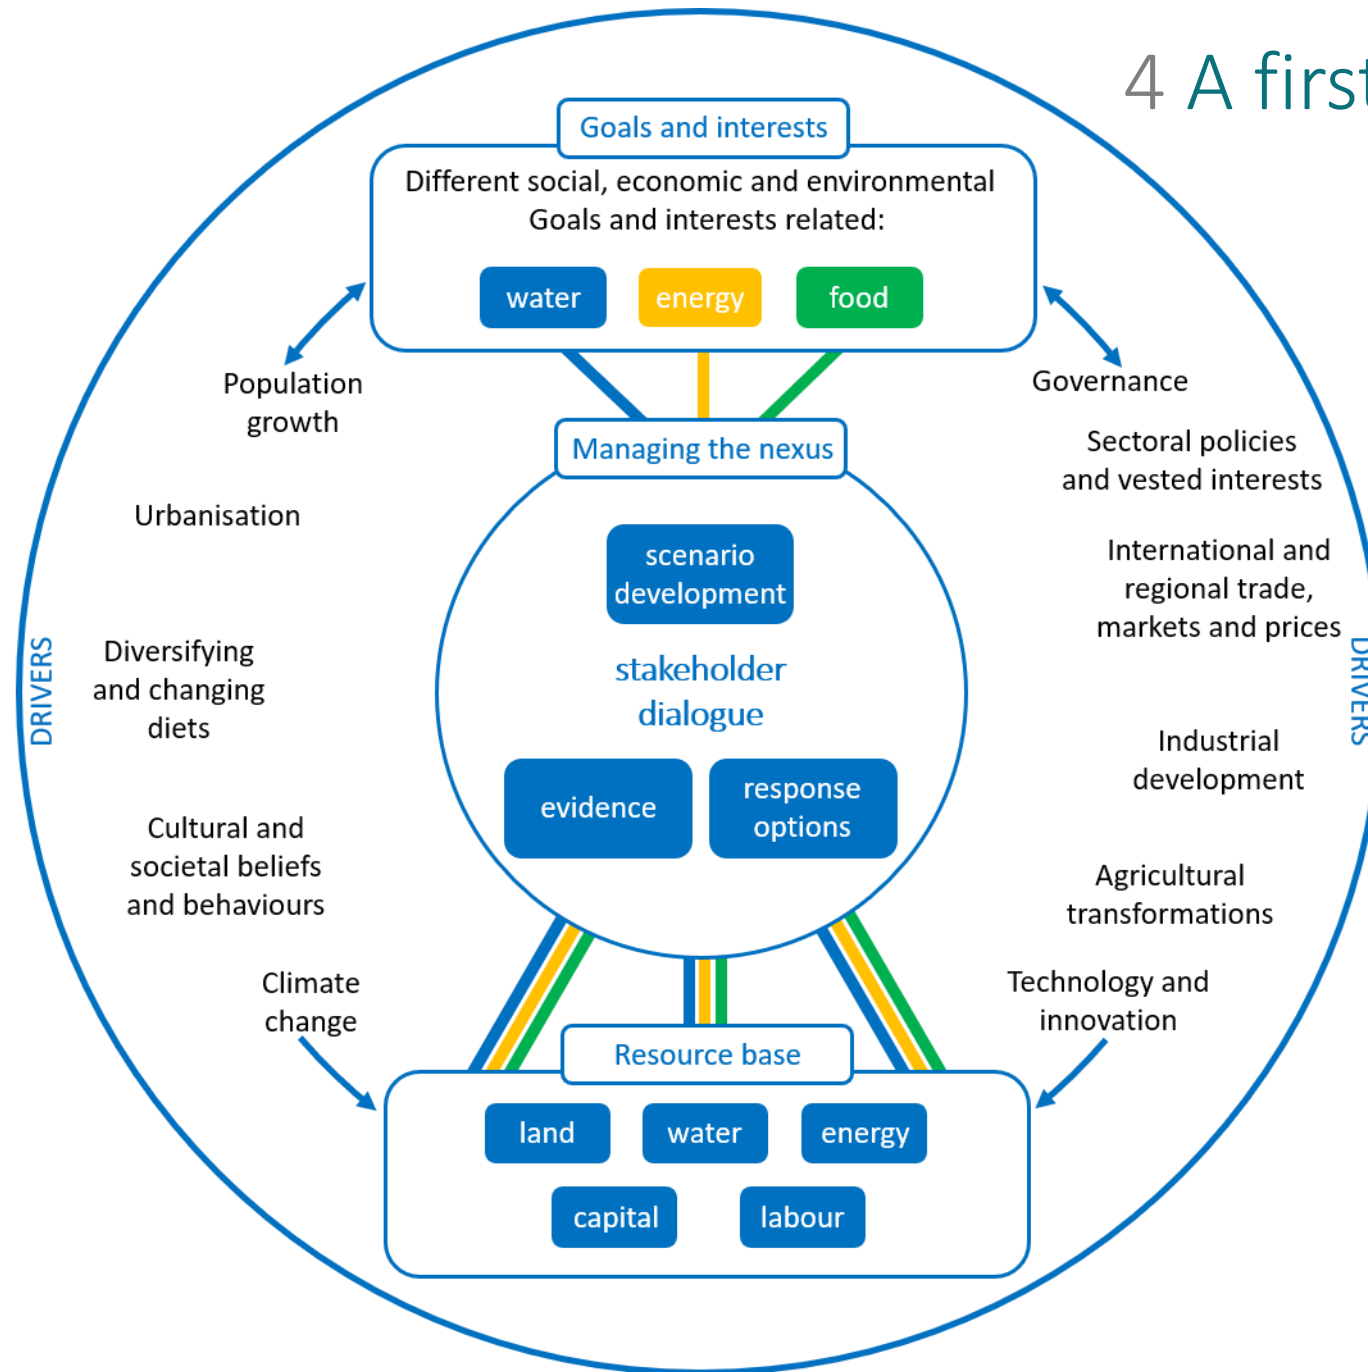 4 A first
Goals and interests
Different social, economic and environmental
Goals and interests related:
water
energy
food
Population
growth
Urbanisation
Diversifying
and changing
diets
Cultural and
societal beliefs
and behaviours
Climate
change
DRIVERS
Managing the nexus
scenario
development
stakeholder
dialogue
evidence
response
options
Governance
Sectoral policies
and vested interests
International and
regional trade,
markets and prices
Industrial
development
Agricultural
transformations
Technology and
innovation
DRIVERS
Resource base
land
water
energy
capital
labour